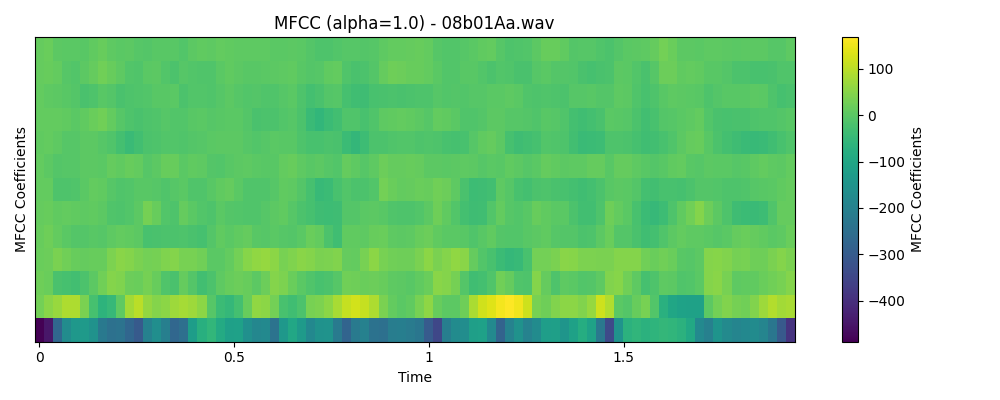 MFCC (alpha=1.0) - 08b01Aa.wav
MFCC Coefficients
0
0.5
1
1.5
Time
100
0
−100
−200
−300
−400
MFCC Coefficients